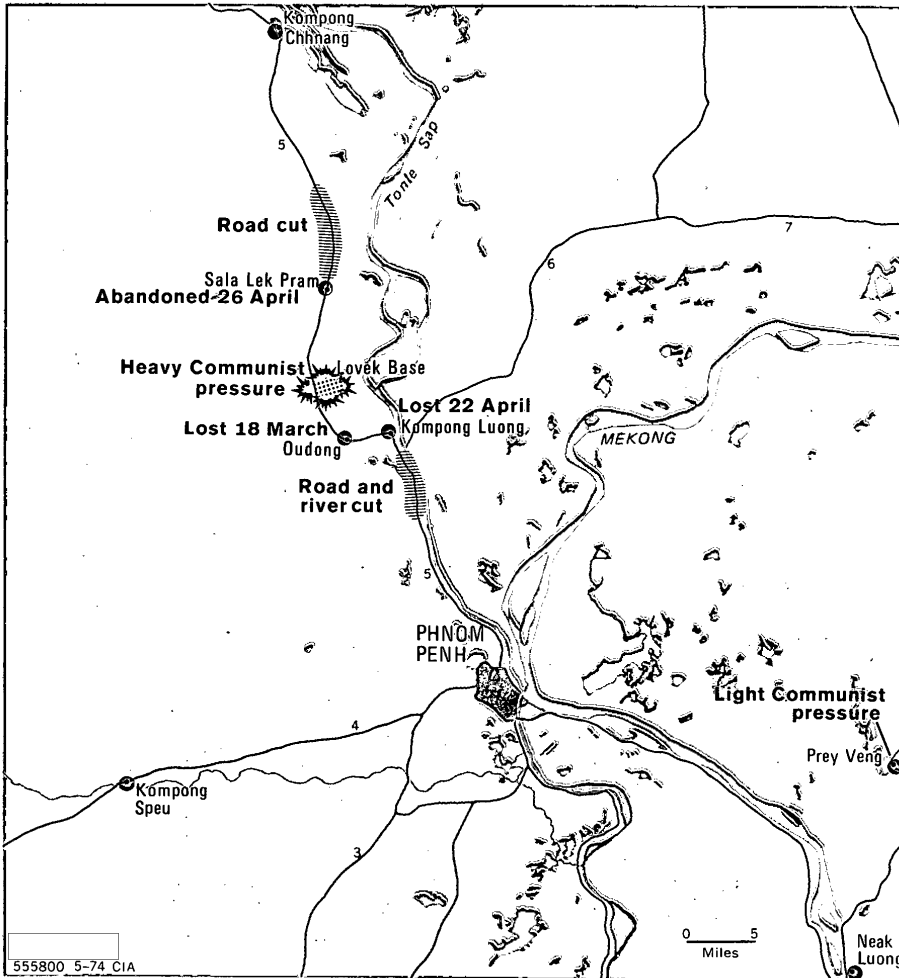 Kompong
Chhnang
5
Tonle Sap
Road cut
7
6
Sala Lek Pram
Abandoned 26 April
Heavy Communist
pressure
Lovek Base
Lost 22 April
Kompong Luong
Lost 18 March
Oudong
MEKONG
Road and
river cut
5
PHNOM
PENH
Light Communist
pressure
4
Prey Veng
Kompong
Speu
3
0 5
Miles
Neak
Luong
555800 5-74 CIA